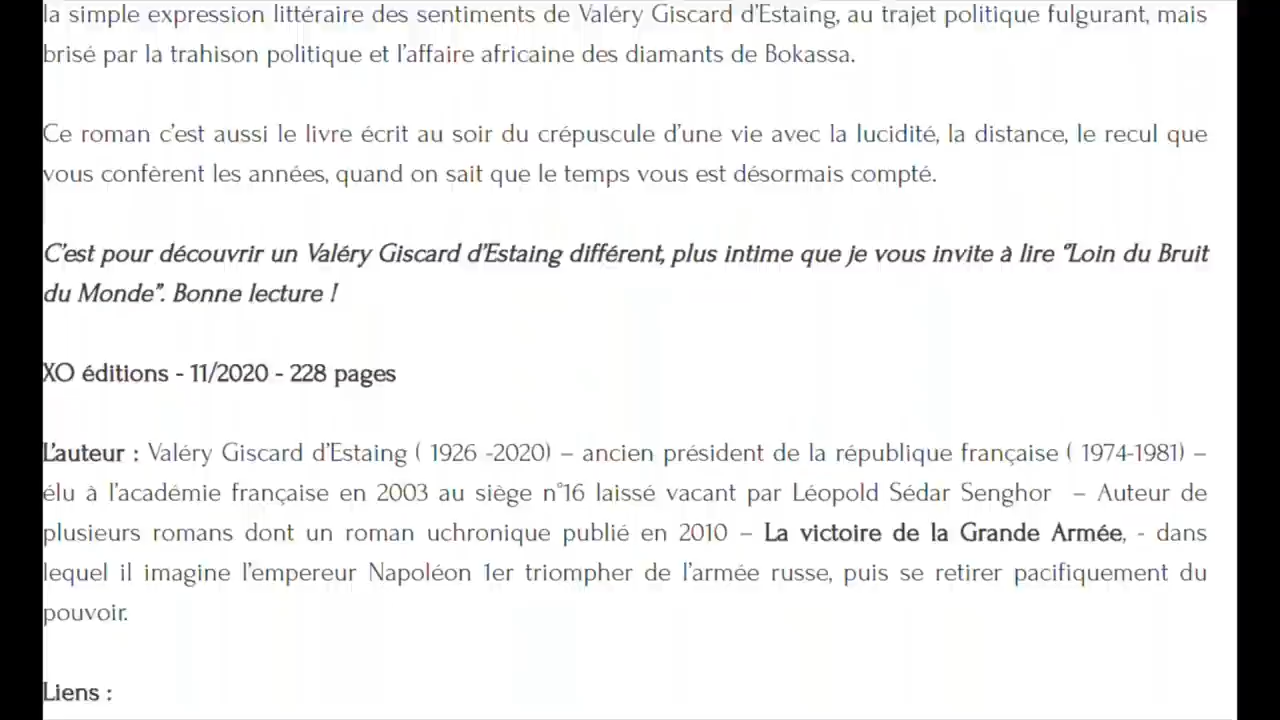 la simple expression littéraire des sentiments de Valéry Giscard d'Estaing, au trajet politique fulgurant, mais
brisé par la trahison politique et l'affaire africaine des diamants de Bokassa.
Ce roman c'est aussi le livre écrit au soir du crépuscule d'une vie avec la lucidité, la distance, le recul que
vous confèrent les années, quand on sait que le temps vous est désormais compté.
C'est pour découvrir un Valéry Giscard d'Estaing différent, plus intime que je vous invite à lire “Loin du Bruit
du Monde”. Bonne lecture !
XO éditions - 11/2020 - 228 pages
L'auteur : Valéry Giscard d'Estaing ( 1926 -2020) – ancien président de la république française ( 1974-1981) –
élu à l'académie française en 2003 au siège n°16 laissé vacant par Léopold Sédar Senghor – Auteur de
plusieurs romans dont un roman uchronique publié en 2010 – La victoire de la Grande Armée, - dans
lequel il imagine l'empereur Napoléon 1er triompher de l'armée russe, puis se retirer pacifiquement du
pouvoir.
Liens :